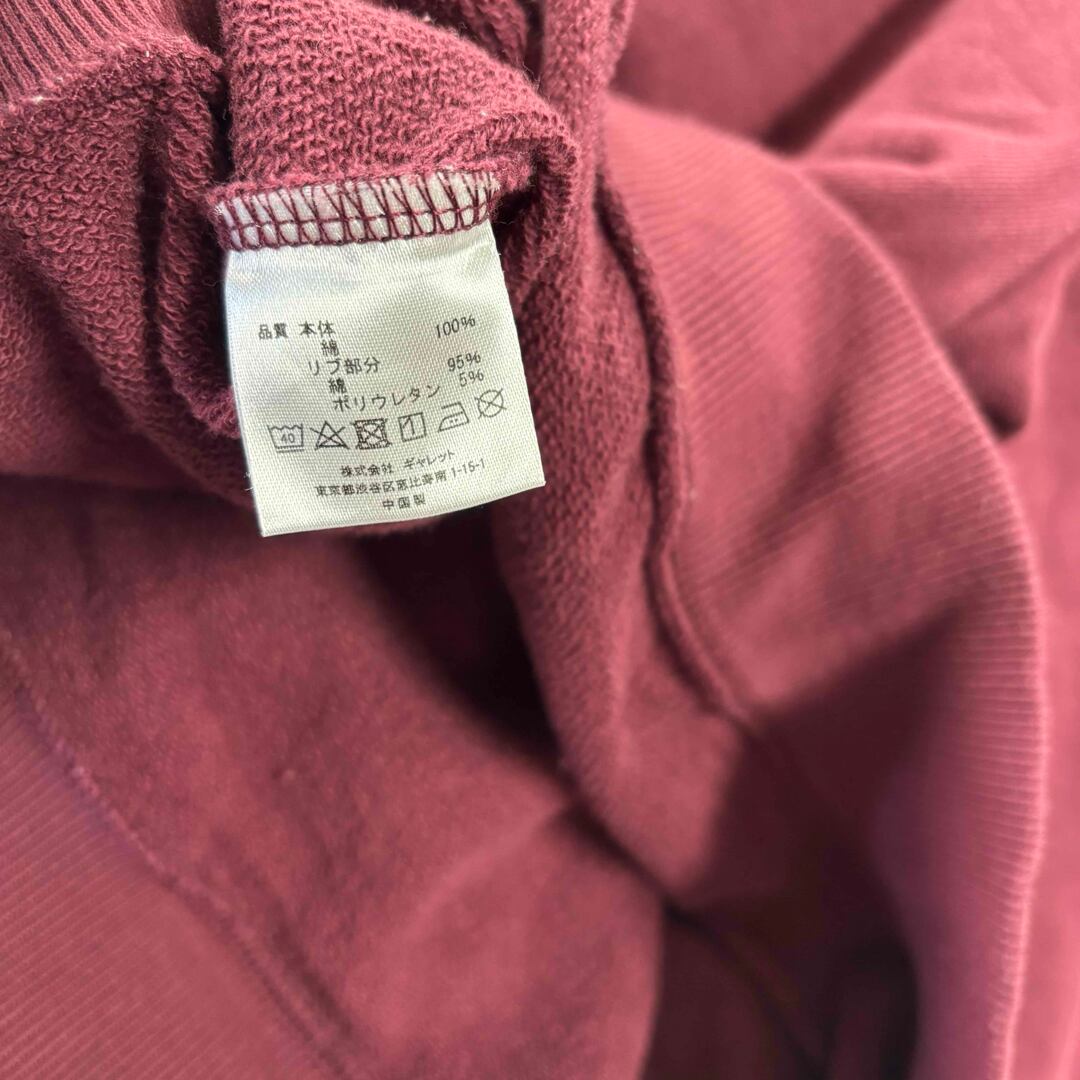 品質 本体
綿 100%
リブ部分
綿 95%
ポリウレタン 5%
40
株式会社 ギャレット
東京都渋谷区恵比寿南1-15-1
中国製